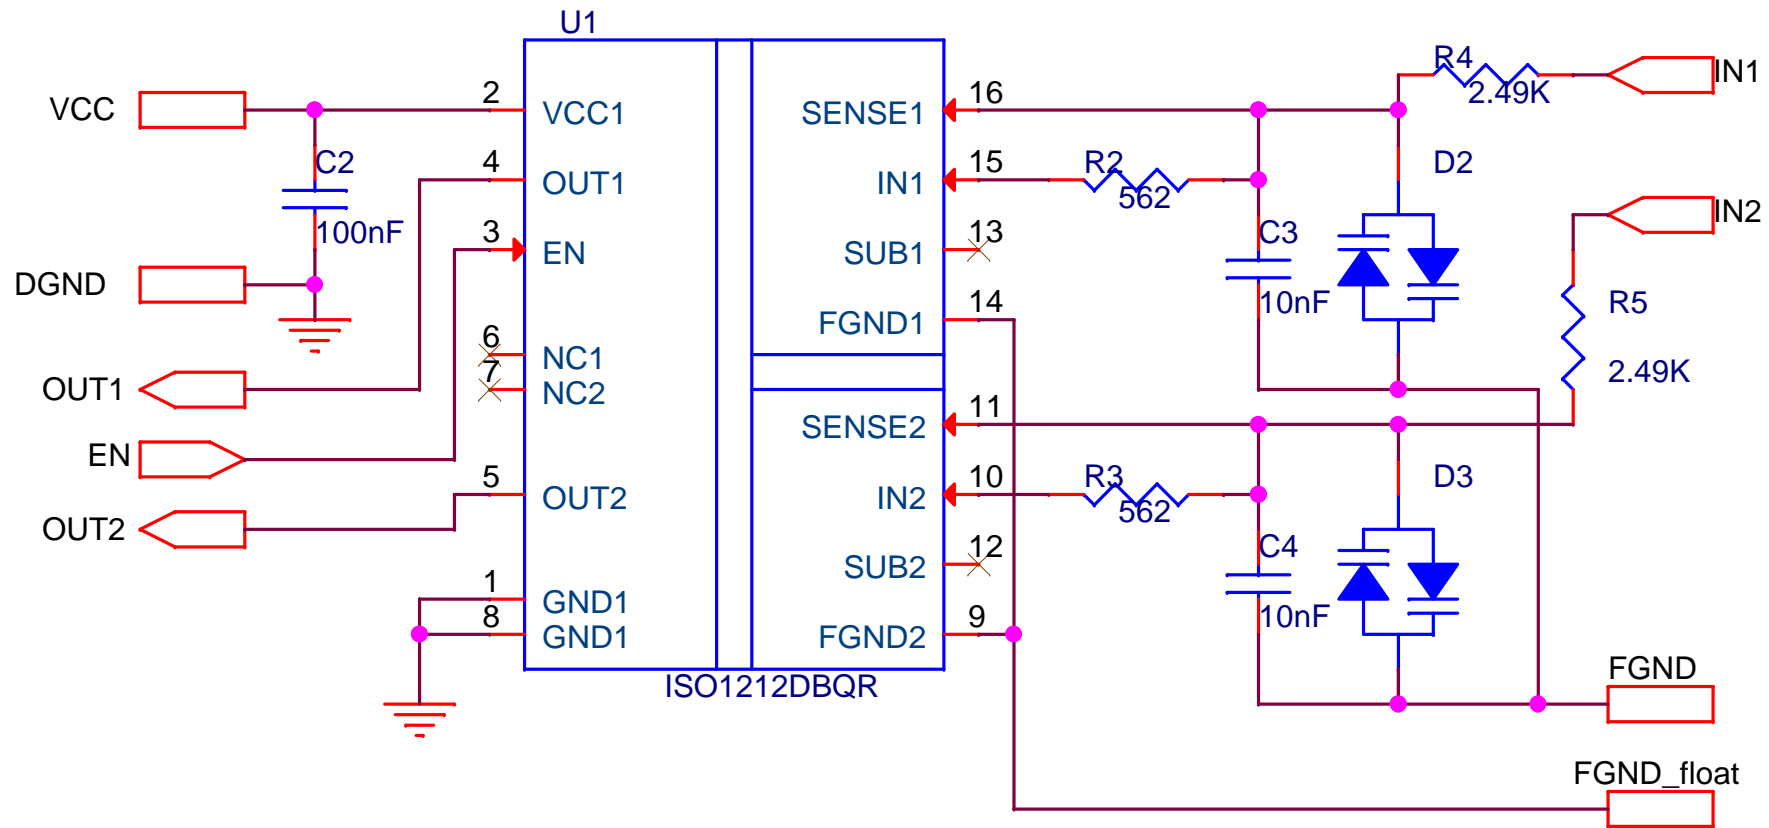 U1
VCC
2
VCC1
SENSE1
16
R4
2.49K
IN1
C2
100nF
4
OUT1
IN1
15
R2
562
D2
IN2
3
EN
SUB1
13
C3
10nF
DGND
FGND1
14
R5
2.49K
6
NC1
7
NC2
OUT1
SENSE2
11
EN
5
OUT2
IN2
10
R3
562
D3
OUT2
SUB2
12
C4
10nF
1
GND1
8
GND1
FGND2
9
ISO1212DBQR
FGND
FGND_float